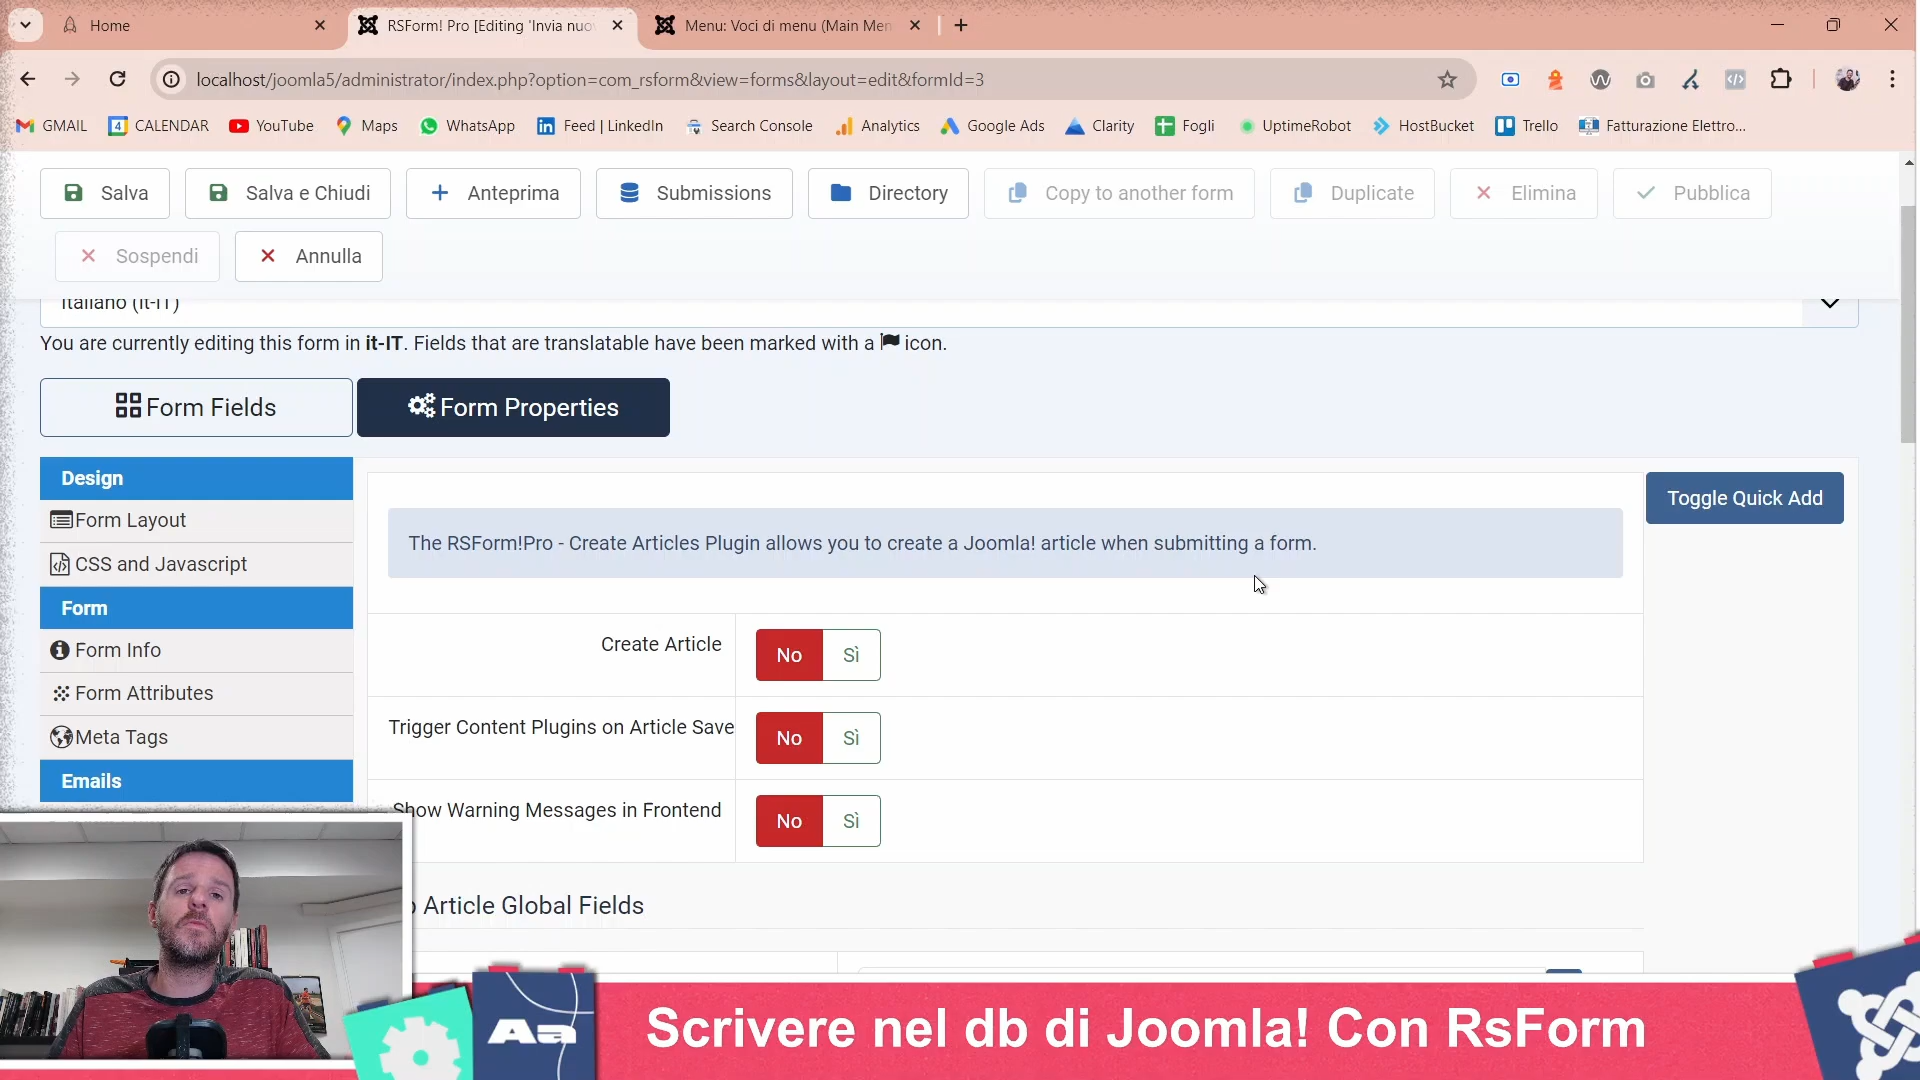 Home
RSForm! Pro [Editing 'Invia nuo
Menu: Voci di menu (Main Men
localhost/joomla5/administrator/index.php?option=com_rsform&view=forms&layout=edit&formId=3
GMAIL
CALENDAR
YouTube
Maps
WhatsApp
Feed | LinkedIn
Search Console
Analytics
Google Ads
Clarity
Fogli
UptimeRobot
HostBucket
Trello
Fatturazione Elettro...
Salva
Salva e Chiudi
Anteprima
Submissions
Directory
Copy to another form
Duplicate
Elimina
Pubblica
Sospendi
Annulla
Italiano (it-IT)
You are currently editing this form in it-IT. Fields that are translatable have been marked with a icon.
Form Fields
Form Properties
Design
Form Layout
CSS and Javascript
Form
Form Info
Form Attributes
Meta Tags
Emails
Toggle Quick Add
The RSForm!Pro - Create Articles Plugin allows you to create a Joomla! article when submitting a form.
Create Article
No
Sì
Trigger Content Plugins on Article Save
No
Sì
Show Warning Messages in Frontend
No
Sì
Article Global Fields
Aa
Scrivere nel db di Joomla! Con RsForm